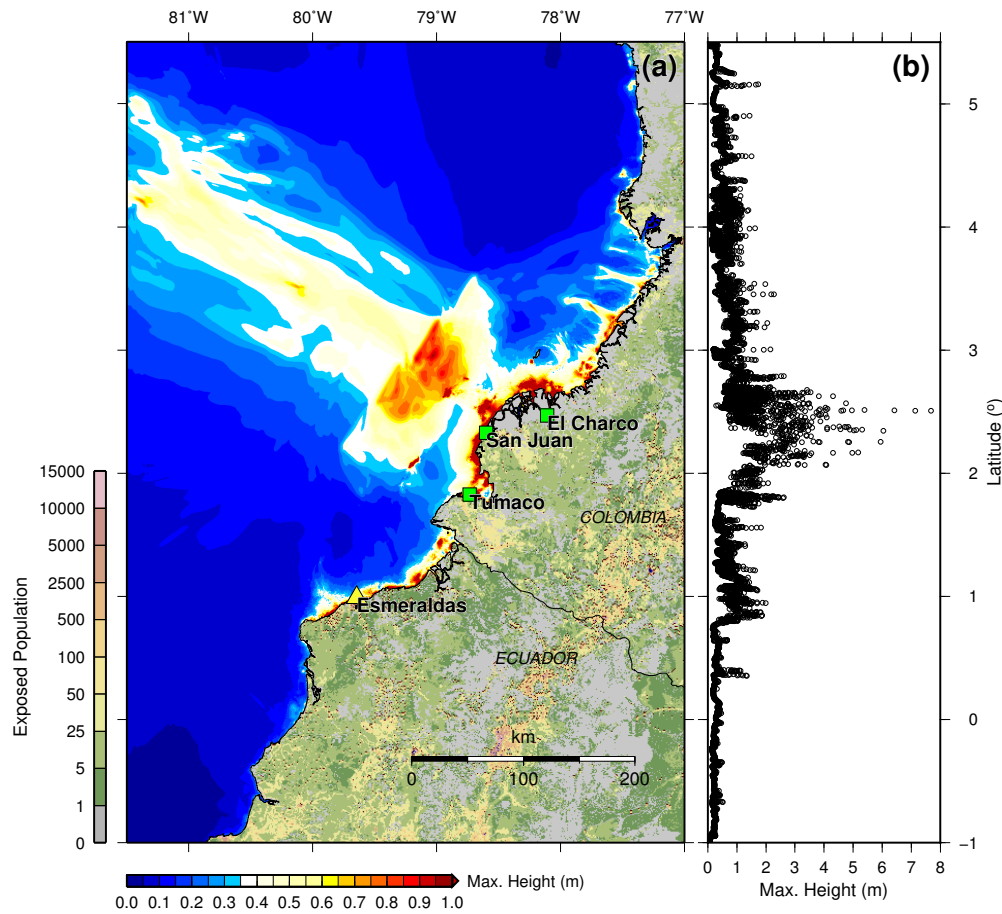 81°W 80°W 79°W 78°W 77°W
(a) (b)
5
4
3
2
1
0
−1
Latitude (º)
El Charco
San Juan
Tumaco
COLOMBIA
Esmeraldas
ECUADOR
km
0 100 200
15000
10000
5000
2500
500
100
50
25
5
1
0
Exposed Population
0 1 2 3 4 5 6 7 8
Max. Height (m)
Max. Height (m)
0.0 0.1 0.2 0.3 0.4 0.5 0.6 0.7 0.8 0.9 1.0